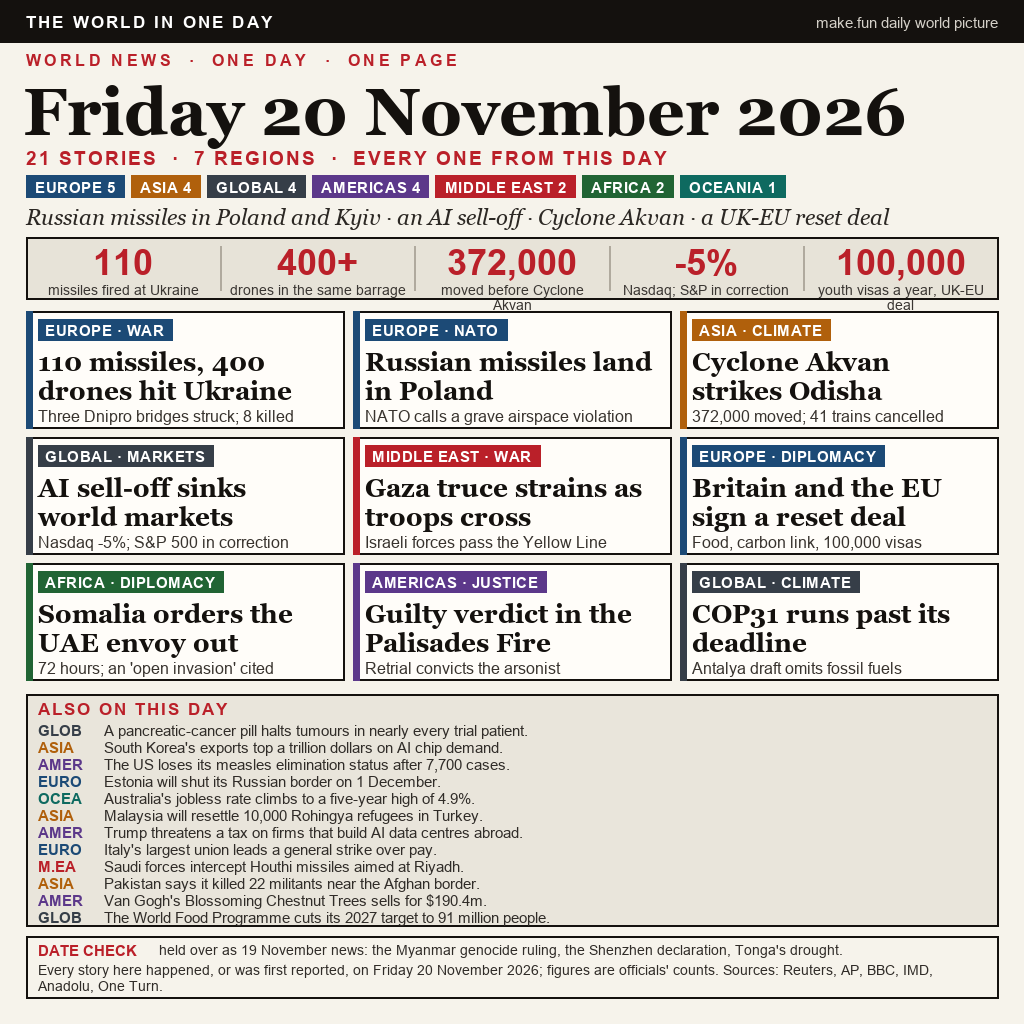 THE WORLD IN ONE DAY
make.fun daily world picture
WORLD NEWS · ONE DAY · ONE PAGE
Friday 20 November 2026
21 STORIES · 7 REGIONS · EVERY ONE FROM THIS DAY
EUROPE 5 ASIA 4 GLOBAL 4 AMERICAS 4 MIDDLE EAST 2 AFRICA 2 OCEANIA 1
Russian missiles in Poland and Kyiv · an AI sell-off · Cyclone Akvan · a UK-EU reset deal
110
missiles fired at Ukraine
400+
drones in the same barrage
372,000
moved before Cyclone
Akvan
-5%
Nasdaq; S&P in correction
100,000
youth visas a year, UK-EU
deal
EUROPE · WAR
110 missiles, 400
drones hit Ukraine
Three Dnipro bridges struck; 8 killed
EUROPE · NATO
Russian missiles land
in Poland
NATO calls a grave airspace violation
ASIA · CLIMATE
Cyclone Akvan
strikes Odisha
372,000 moved; 41 trains cancelled
GLOBAL · MARKETS
AI sell-off sinks
world markets
Nasdaq -5%; S&P 500 in correction
MIDDLE EAST · WAR
Gaza truce strains as
troops cross
Israeli forces pass the Yellow Line
EUROPE · DIPLOMACY
Britain and the EU
sign a reset deal
Food, carbon link, 100,000 visas
AFRICA · DIPLOMACY
Somalia orders the
UAE envoy out
72 hours; an 'open invasion' cited
AMERICAS · JUSTICE
Guilty verdict in the
Palisades Fire
Retrial convicts the arsonist
GLOBAL · CLIMATE
COP31 runs past its
deadline
Antalya draft omits fossil fuels
ALSO ON THIS DAY
GLOB A pancreatic-cancer pill halts tumours in nearly every trial patient.
ASIA South Korea's exports top a trillion dollars on AI chip demand.
AMER The US loses its measles elimination status after 7,700 cases.
EURO Estonia will shut its Russian border on 1 December.
OCEA Australia's jobless rate climbs to a five-year high of 4.9%.
ASIA Malaysia will resettle 10,000 Rohingya refugees in Turkey.
AMER Trump threatens a tax on firms that build AI data centres abroad.
EURO Italy's largest union leads a general strike over pay.
M.EA Saudi forces intercept Houthi missiles aimed at Riyadh.
ASIA Pakistan says it killed 22 militants near the Afghan border.
AMER Van Gogh's Blossoming Chestnut Trees sells for $190.4m.
GLOB The World Food Programme cuts its 2027 target to 91 million people.
DATE CHECK held over as 19 November news: the Myanmar genocide ruling, the Shenzhen declaration, Tonga's drought.
Every story here happened, or was first reported, on Friday 20 November 2026; figures are officials' counts. Sources: Reuters, AP, BBC, IMD,
Anadolu, One Turn.